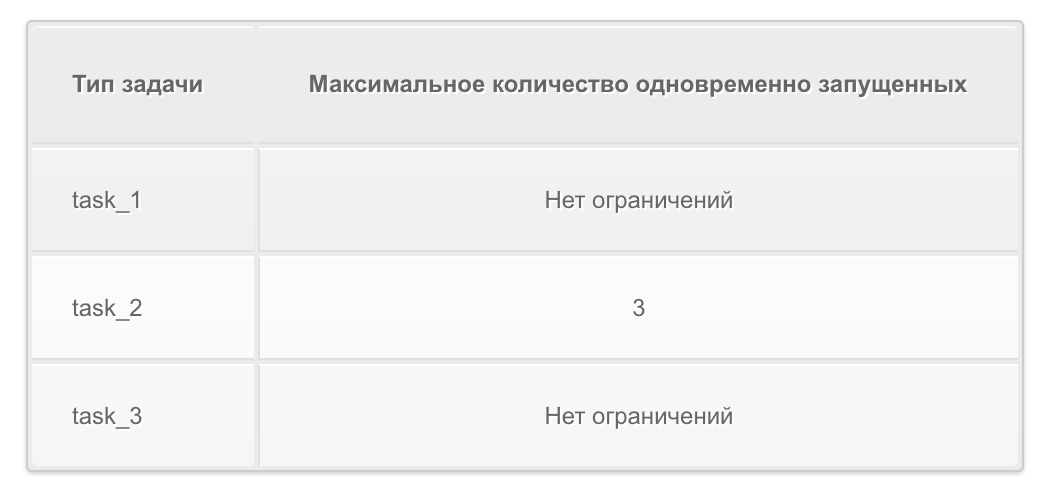 Тип задачи Максимальное количество одновременно запущенных
task_1 Нет ограничений
task_2 3
task_3 Нет ограничений